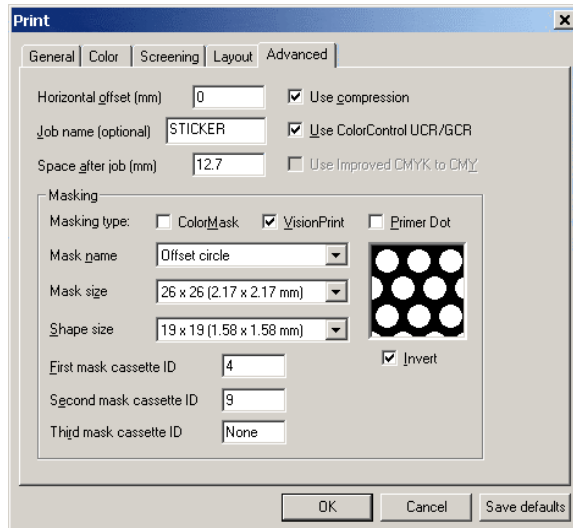 Print
General Color Screening Layout Advanced
Horizontal offset (mm) 0 Use compression
Job name (optional) STICKER Use ColorControl UCR/GCR
Space after job (mm) 12.7 Use Improved CMYK to CMY
Masking
Masking type: ColorMask VisionPrint Primer Dot
Mask name Offset circle
Mask size 26 x 26 (2.17 x 2.17 mm)
Shape size 19 x 19 (1.58 x 1.58 mm)
Invert
First mask cassette ID 4
Second mask cassette ID 9
Third mask cassette ID None
OK Cancel Save defaults